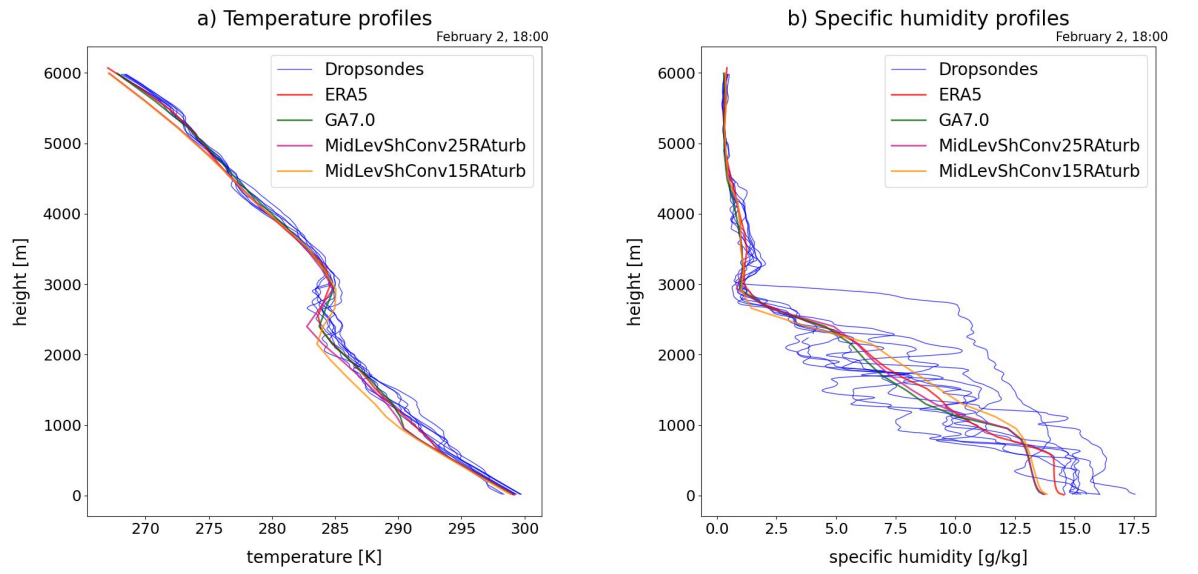 a) Temperature profiles
February 2, 18:00
Dropsondes
ERA5
GA7.0
MidLevShConv25RAturb
MidLevShConv15RAturb
6000
5000
4000
3000
2000
1000
0
height [m]
270 275 280 285 290 295 300
temperature [K]
b) Specific humidity profiles
February 2, 18:00
Dropsondes
ERA5
GA7.0
MidLevShConv25RAturb
MidLevShConv15RAturb
6000
5000
4000
3000
2000
1000
0
height [m]
0.0 2.5 5.0 7.5 10.0 12.5 15.0 17.5
specific humidity [g/kg]